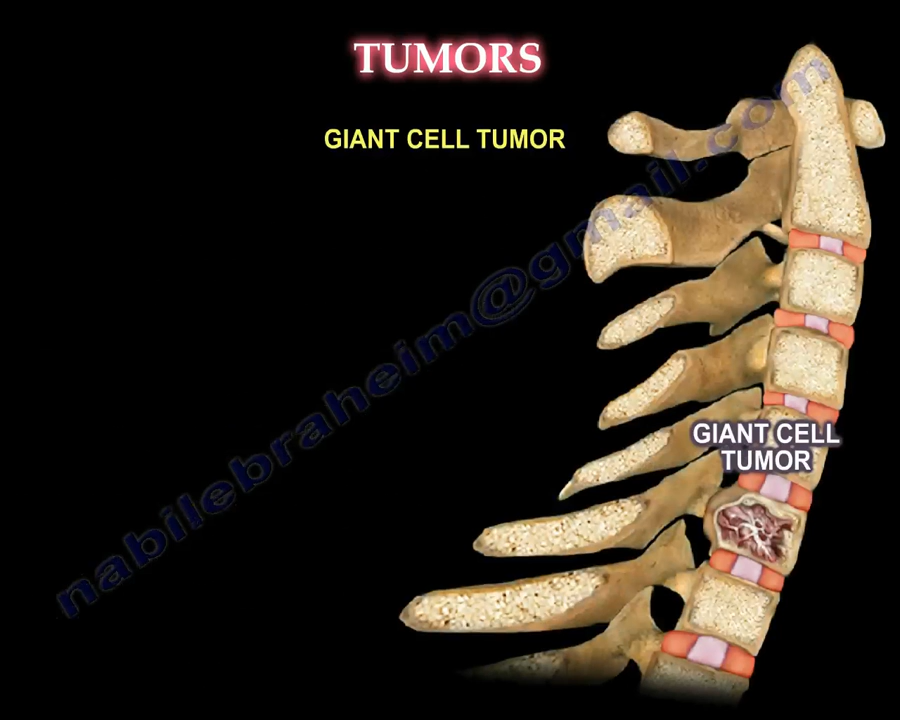 TUMORS
GIANT CELL TUMOR
nabilebraheim@gmail.com
GIANT CELL
TUMOR